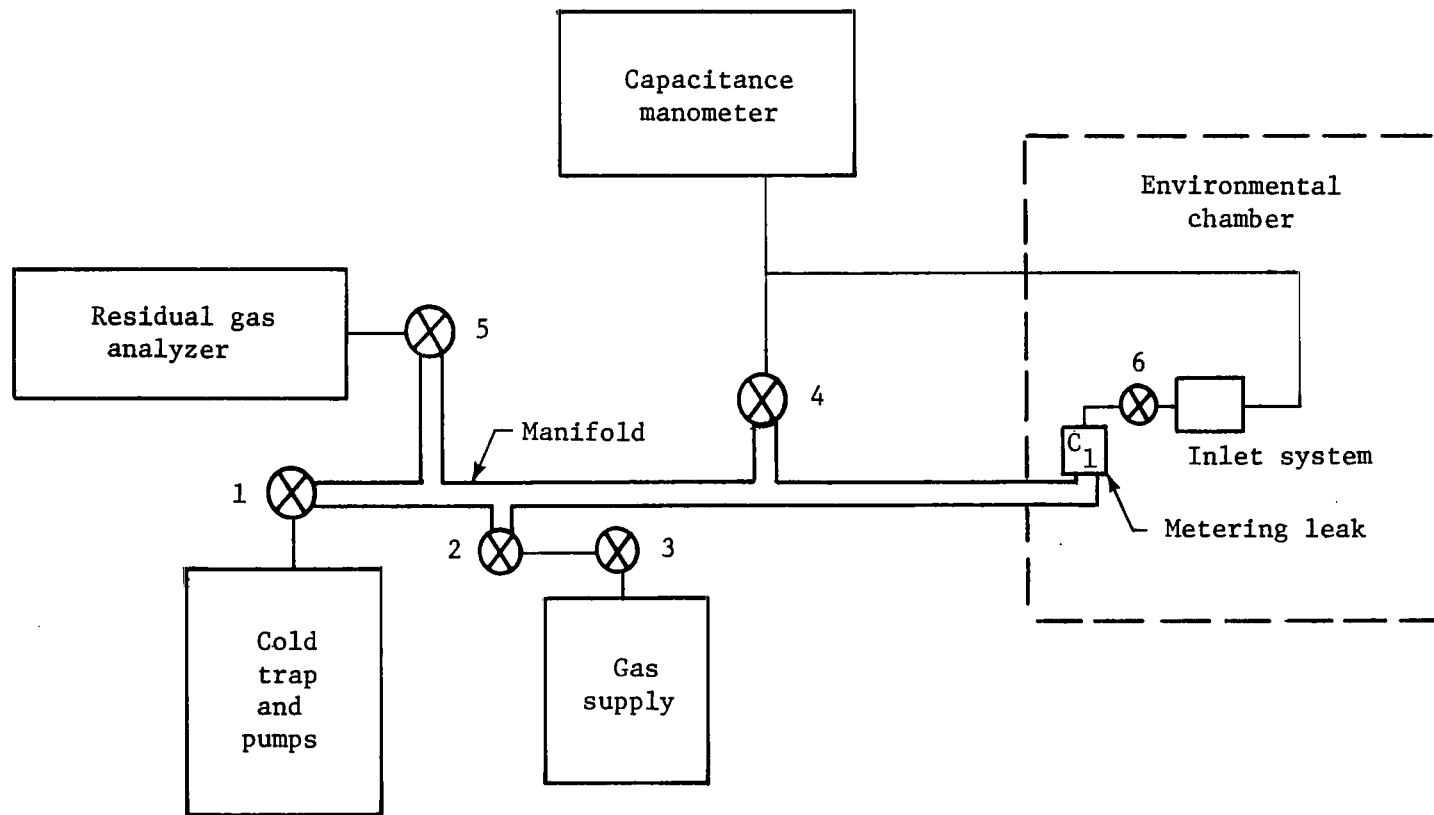 Capacitance
manometer
Environmental
chamber
Residual gas
analyzer
5
4
6
Manifold
C1
Inlet system
1
Metering leak
2
3
Cold
trap
and
pumps
Gas
supply